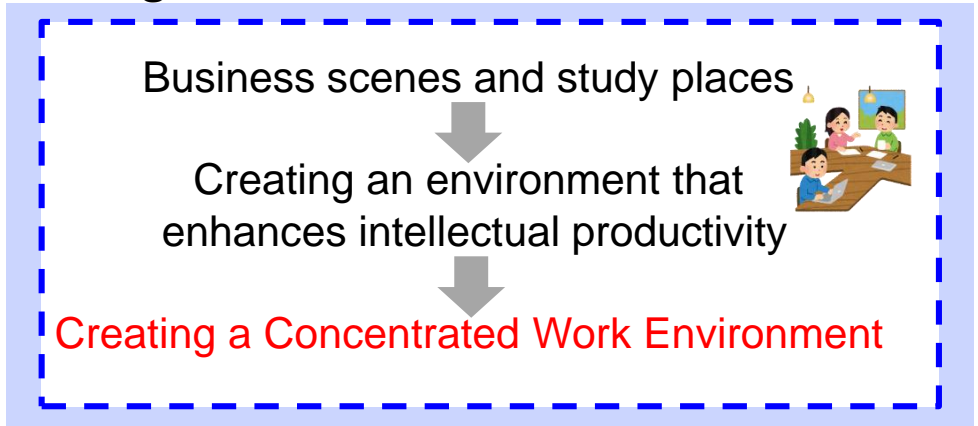 Business scenes and study places
Creating an environment that
enhances intellectual productivity
Creating a Concentrated Work Environment